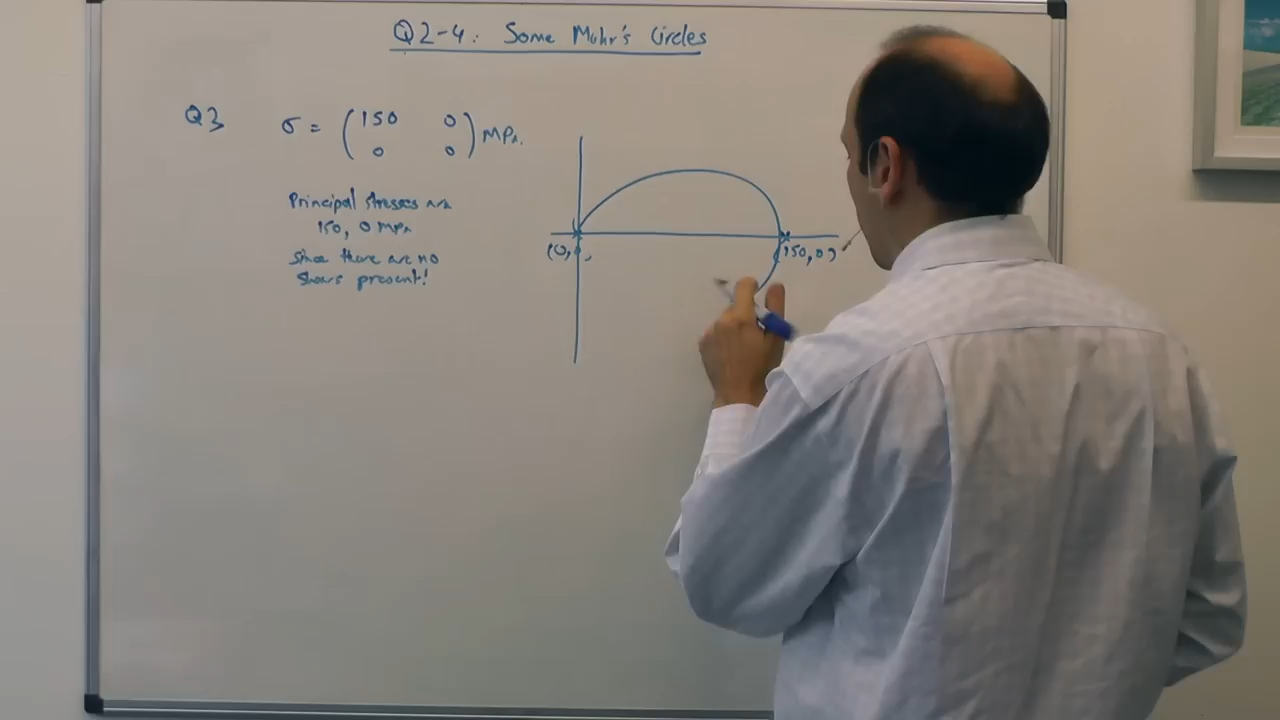 Q2-4: Some Mohr's Circles
Q3 σ = (150 0
0 0) MPa.
Principal stresses are
150, 0 MPa
since there are no
shears present!
(0,
(150,0)